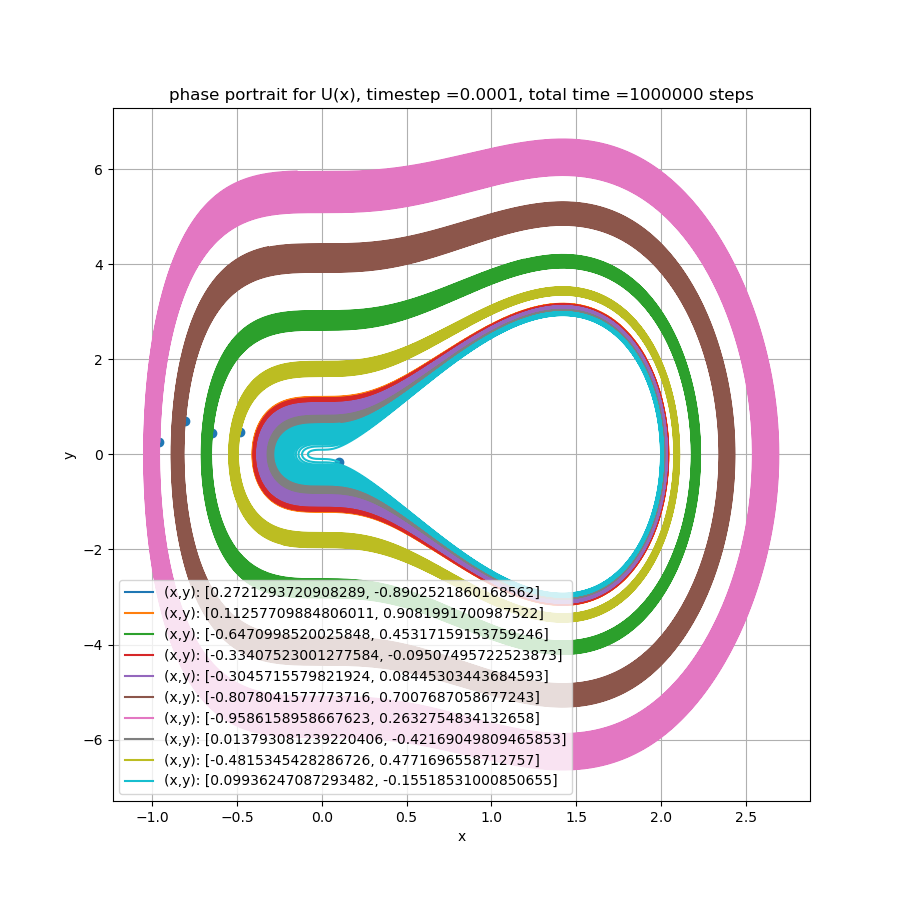 phase portrait for U(x), timestep =0.0001, total time =1000000 steps
6
4
2
0
−2
−4
−6
y
(x,y): [0.2721293720908289, -0.8902521860168562]
(x,y): [0.11257709884806011, 0.9081991700987522]
(x,y): [-0.6470998520025848, 0.45317159153759246]
(x,y): [-0.33407523001277584, -0.09507495722523873]
(x,y): [-0.3045715579821924, 0.0844530344368459​3]
(x,y): [-0.8078041577773716, 0.7007687058677243]
(x,y): [-0.9586158958667623, 0.2632754834132658]
(x,y): [0.013793081239220406, -0.42169049809465853]
(x,y): [-0.4815345428286726, 0.4771696558712757]
(x,y): [0.09936247087293482, -0.15518531000850655]
−1.0 −0.5 0.0 0.5 1.0 1.5 2.0 2.5
x